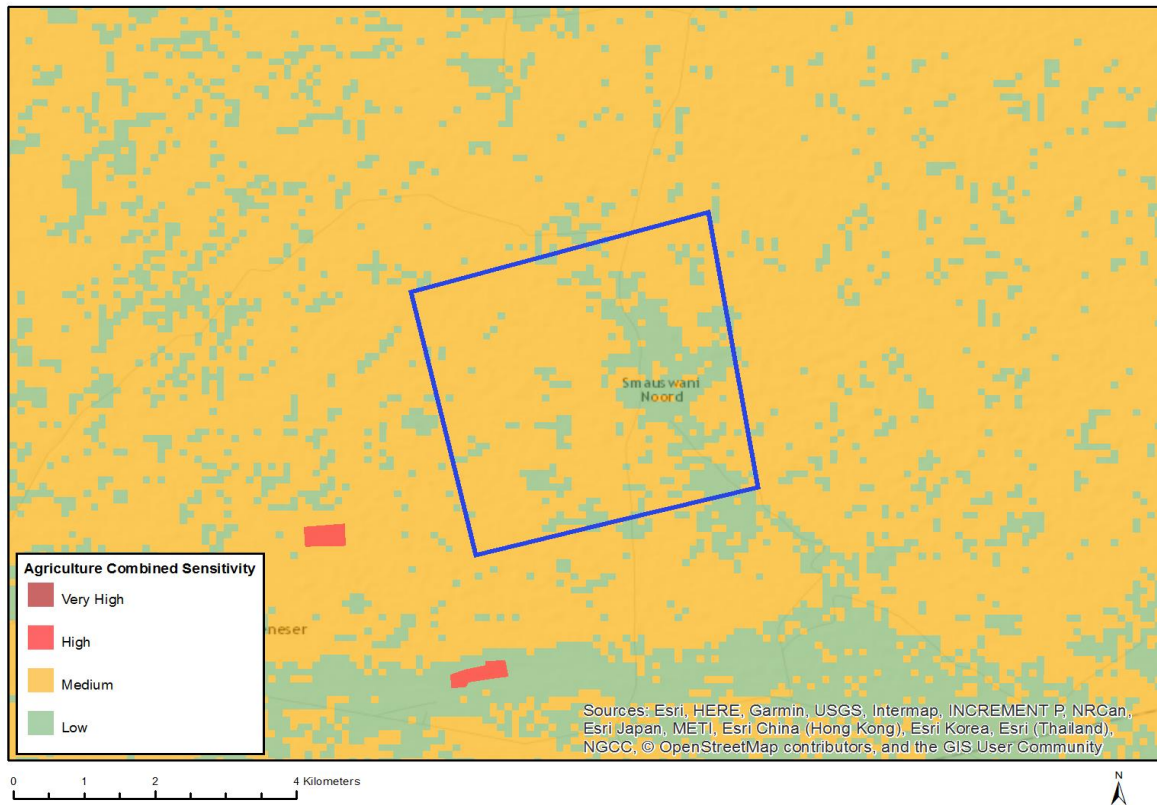 Smauswani
Noord
Agriculture Combined Sensitivity
Very High
High
Medium
Low
eneser
Sources: Esri, HERE, Garmin, USGS, Intermap, INCREMENT P, NRCan,
Esri Japan, METI, Esri China (Hong Kong), Esri Korea, Esri (Thailand),
NGCC, © OpenStreetMap contributors, and the GIS User Community
0 1 2 4 Kilometers
N